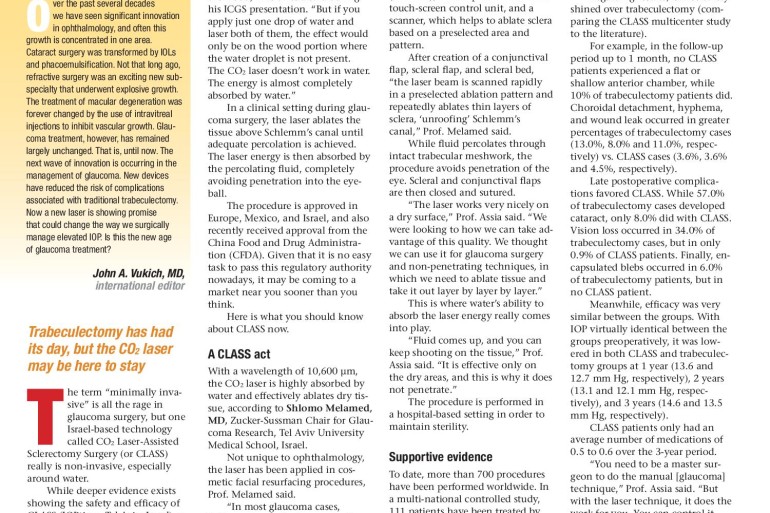 O
ver the past several decades
we have seen significant innovation
in ophthalmology, and often this
growth is concentrated in one area.
Cataract surgery was transformed by IOLs
and phacoemulsification. Not that long ago,
refractive surgery was an exciting new sub-
specialty that underwent explosive growth.
The treatment of macular degeneration was
forever changed by the use of intravitreal
injections to inhibit vascular growth. Glau-
coma treatment, however, has remained
largely unchanged. That is, until now. The
next wave of innovation is occurring in the
management of glaucoma. New devices
have reduced the risk of complications
associated with traditional trabeculectomy.
Now a new laser is showing promise
that could change the way we surgically
manage elevated IOP. Is this the new age
of glaucoma treatment?
John A. Vukich, MD,
international editor
Trabeculectomy has had
its day, but the CO2 laser
may be here to stay
The term “minimally inva-
sive” is all the rage in
glaucoma surgery, but one
Israel-based technology
called CO2 Laser-Assisted
Sclerectomy Surgery (or CLASS)
really is non-invasive, especially
around water.
While deeper evidence exists
showing the safety and efficacy of
his ICGS presentation. “But if you
apply just one drop of water and
laser both of them, the effect would
only be on the wood portion where
the water droplet is not present.
The CO2 laser doesn’t work in water.
The energy is almost completely
absorbed by water.”
In a clinical setting during glau-
coma surgery, the laser ablates the
tissue above Schlemm’s canal until
adequate percolation is achieved.
The laser energy is then absorbed by
the percolating fluid, completely
avoiding penetration into the eye-
ball.
The procedure is approved in
Europe, Mexico, and Israel, and also
recently received approval from the
China Food and Drug Administra-
tion (CFDA). Given that it is no easy
task to pass this regulatory authority
nowadays, it may be coming to a
market near you sooner than you
think.
Here is what you should know
about CLASS now.
A CLASS act
With a wavelength of 10,600 μm,
the CO2 laser is highly absorbed by
water and effectively ablates dry tis-
sue, according to Shlomo Melamed,
MD, Zucker-Sussman Chair for Glau-
coma Research, Tel Aviv University
Medical School, Israel.
Not unique to ophthalmology,
the laser has been applied in cos-
metic facial resurfacing procedures,
Prof. Melamed said.
“In most glaucoma cases,
touch-screen control unit, and a
scanner, which helps to ablate sclera
based on a preselected area and
pattern.
After creation of a conjunctival
flap, scleral flap, and scleral bed,
“the laser beam is scanned rapidly
in a preselected ablation pattern and
repeatedly ablates thin layers of
sclera, ‘unroofing’ Schlemm’s
canal,” Prof. Melamed said.
While fluid percolates through
intact trabecular meshwork, the
procedure avoids penetration of the
eye. Scleral and conjunctival flaps
are then closed and sutured.
“The laser works very nicely on
a dry surface,” Prof. Assia said. “We
were looking to how we can take ad-
vantage of this quality. We thought
we can use it for glaucoma surgery
and non-penetrating techniques, in
which we need to ablate tissue and
take it out layer by layer by layer.”
This is where water’s ability to
absorb the laser energy really comes
into play.
“Fluid comes up, and you can
keep shooting on the tissue,” Prof.
Assia said. “It is effective only on
the dry areas, and this is why it does
not penetrate.”
The procedure is performed in
a hospital-based setting in order to
maintain sterility.
Supportive evidence
To date, more than 700 procedures
have been performed worldwide. In
a multi-national controlled study,
111 patients have been treated by
shined over trabeculectomy (com-
paring the CLASS multicenter study
to the literature).
For example, in the follow-up
period up to 1 month, no CLASS
patients experienced a flat or
shallow anterior chamber, while
10% of trabeculectomy patients did.
Choroidal detachment, hyphema,
and wound leak occurred in greater
percentages of trabeculectomy cases
(13.0%, 8.0% and 11.0%, respec-
tively) vs. CLASS cases (3.6%, 3.6%
and 4.5%, respectively).
Late postoperative complica-
tions favored CLASS. While 57.0%
of trabeculectomy cases developed
cataract, only 8.0% did with CLASS.
Vision loss occurred in 34.0% of
trabeculectomy cases, but in only
0.9% of CLASS patients. Finally, en-
capsulated blebs occurred in 6.0%
of trabeculectomy patients, but in
no CLASS patient.
Meanwhile, efficacy was very
similar between the groups. With
IOP virtually identical between the
groups preoperatively, it was low-
ered in both CLASS and trabeculec-
tomy groups at 1 year (13.6 and
12.7 mm Hg, respectively), 2 years
(13.1 and 12.1 mm Hg, respec-
tively), and 3 years (14.6 and 13.5
mm Hg, respectively).
CLASS patients only had an
average number of medications of
0.5 to 0.6 over the 3-year period.
“You need to be a master sur-
geon to do the manual [glaucoma]
technique,” Prof. Assia said. “But
with the laser technique, it does the